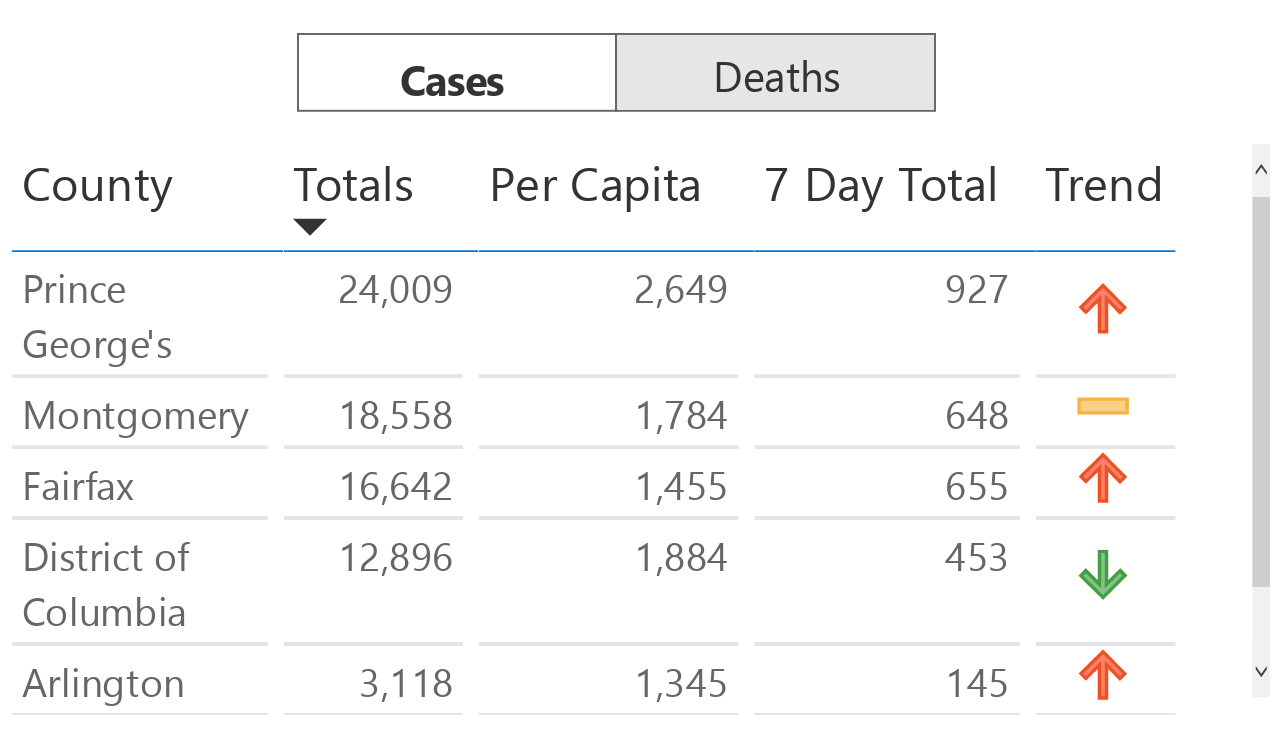 Cases Deaths
County Totals Per Capita 7 Day Total Trend
Prince 24,009 2,649 927
George's
Montgomery 18,558 1,784 648
Fairfax 16,642 1,455 655
District of 12,896 1,884 453
Columbia
Arlington 3,118 1,345 145